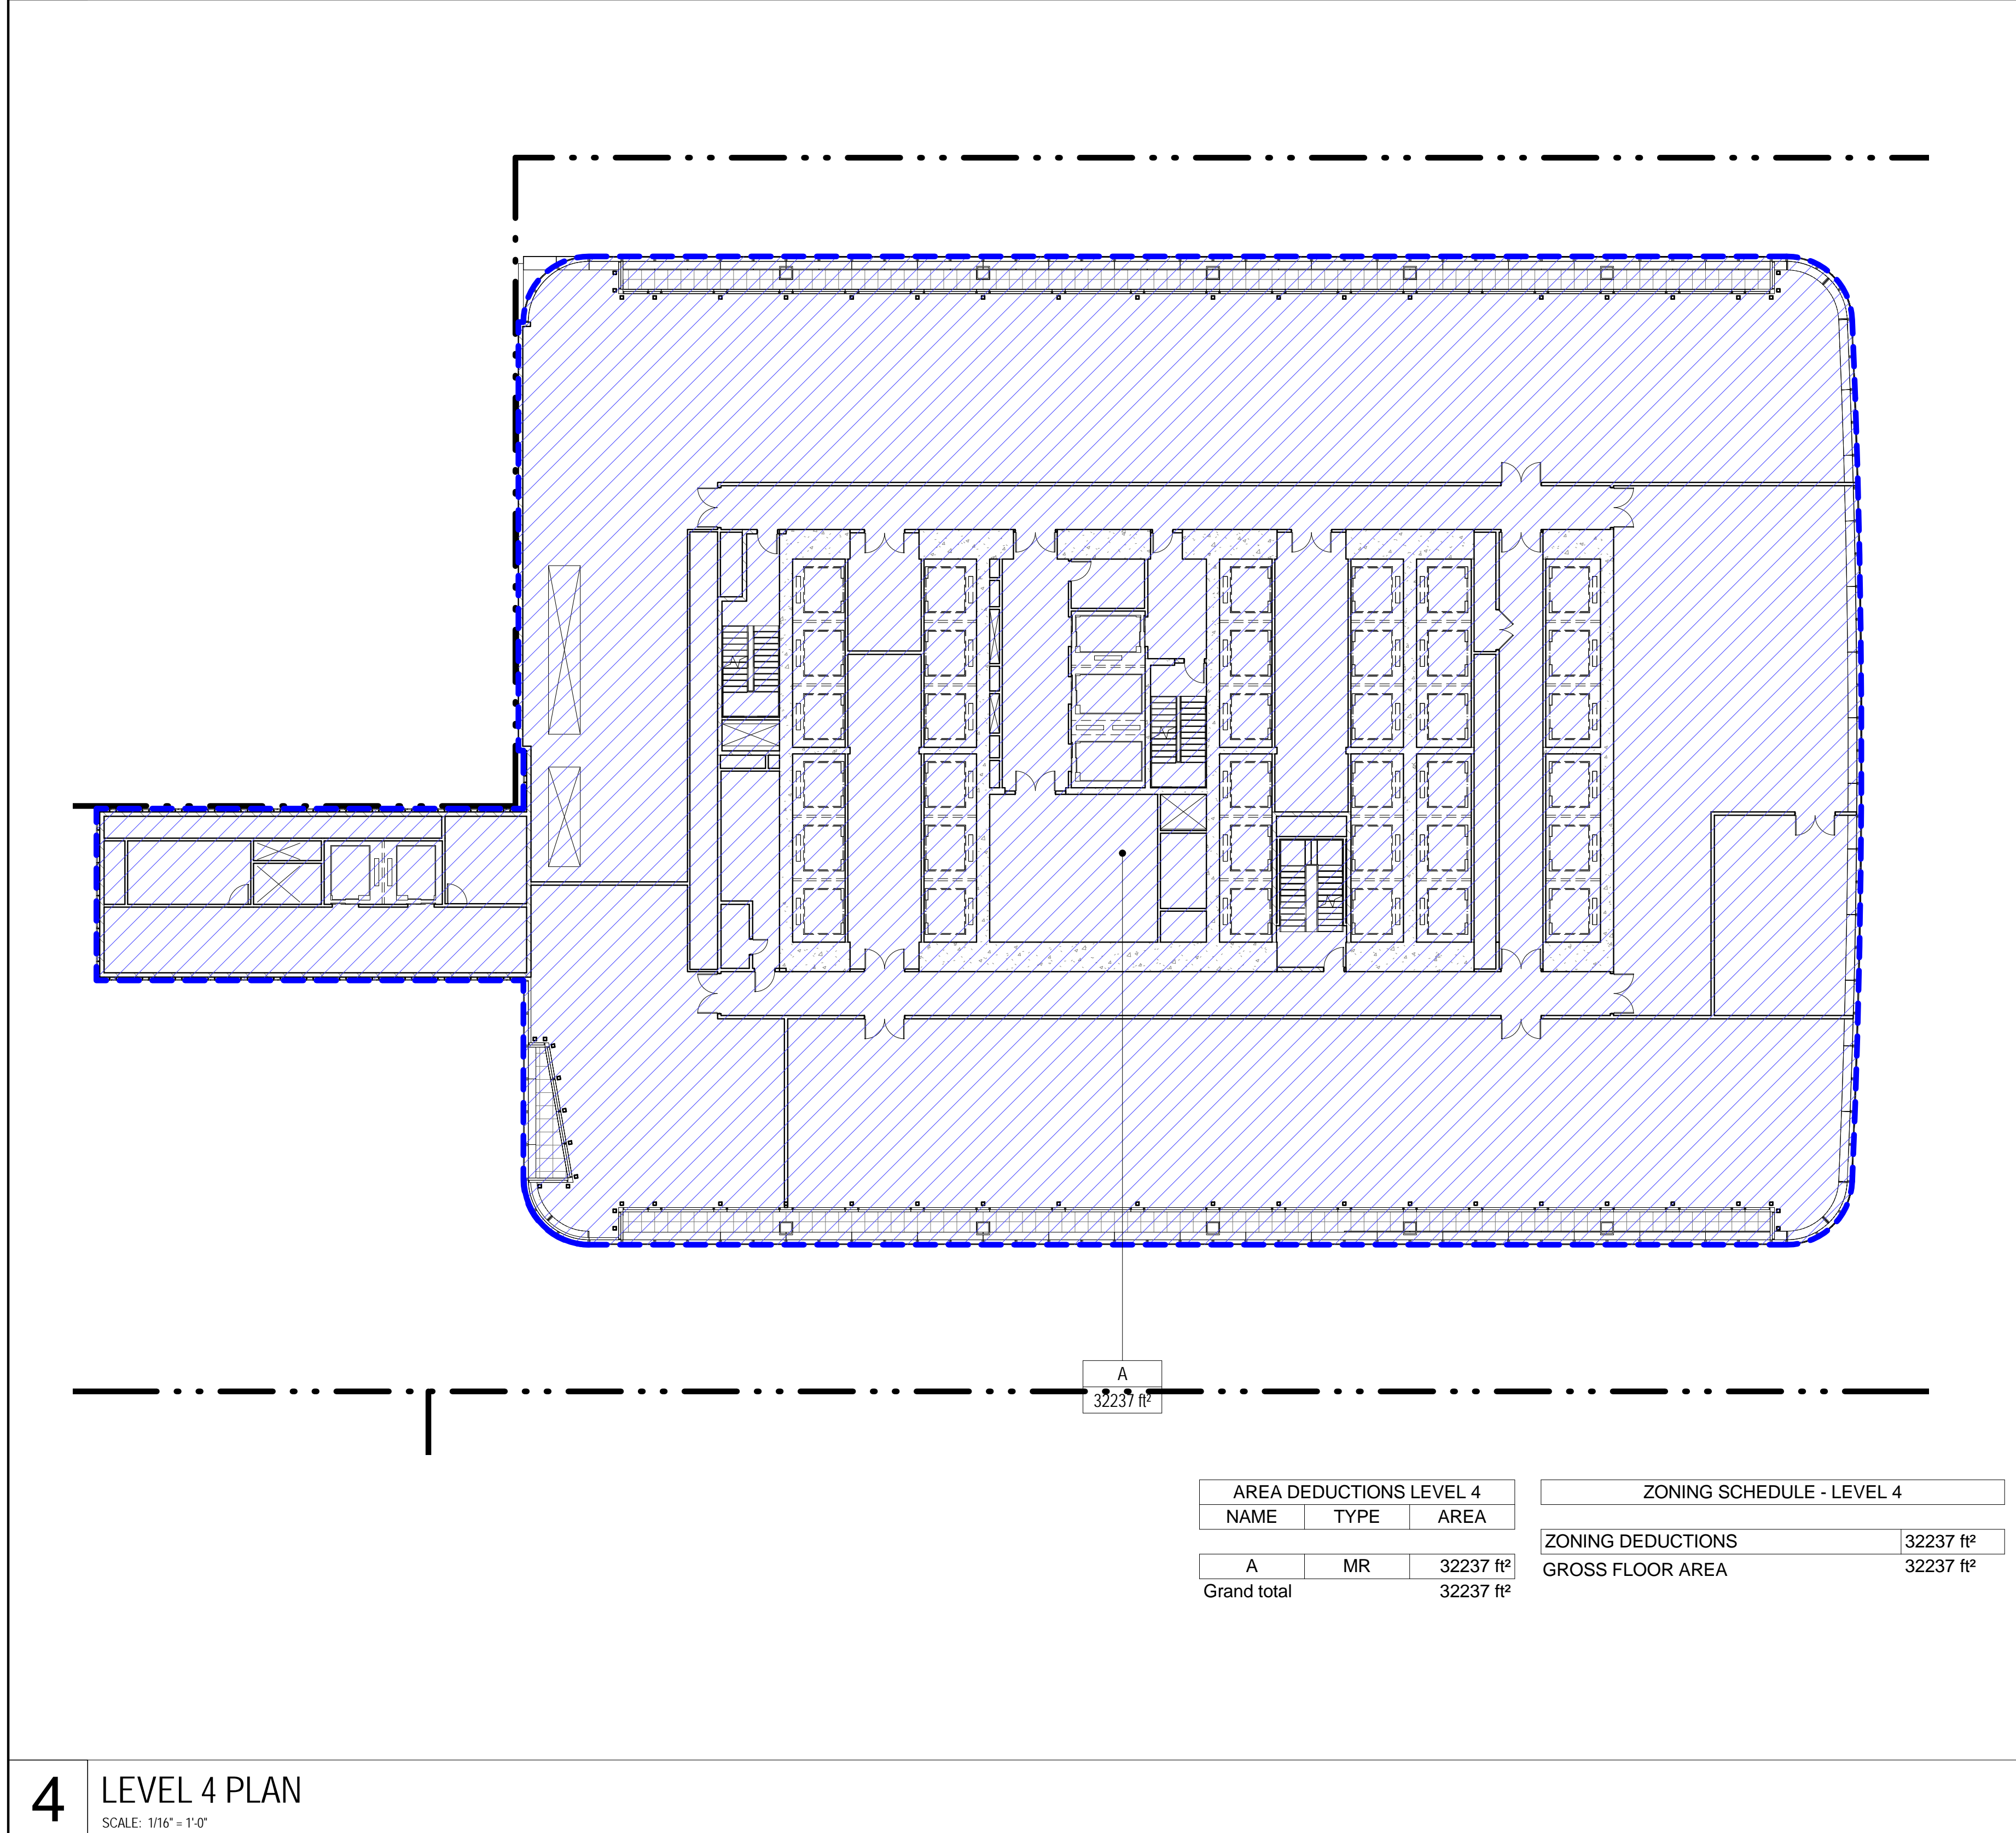 A
32237 ft²
AREA DEDUCTIONS LEVEL 4
NAME TYPE AREA
A MR 32237 ft²
Grand total 32237 ft²
ZONING SCHEDULE - LEVEL 4
ZONING DEDUCTIONS 32237 ft²
GROSS FLOOR AREA 32237 ft²
4 LEVEL 4 PLAN
SCALE: 1/16" = 1'-0"